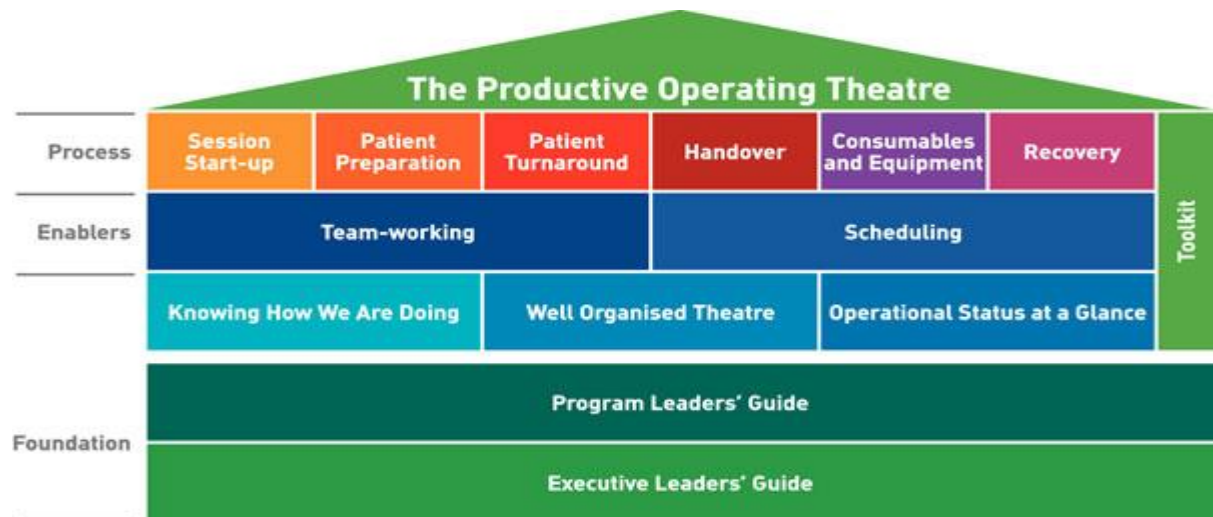 The Productive Operating Theatre
Process
Session
Start-up
Patient
Preparation
Patient
Turnaround
Handover
Consumables
and Equipment
Recovery
Toolkit
Enablers
Team-working
Scheduling
Knowing How We Are Doing
Well Organised Theatre
Operational Status at a Glance
Foundation
Program Leaders' Guide
Executive Leaders' Guide